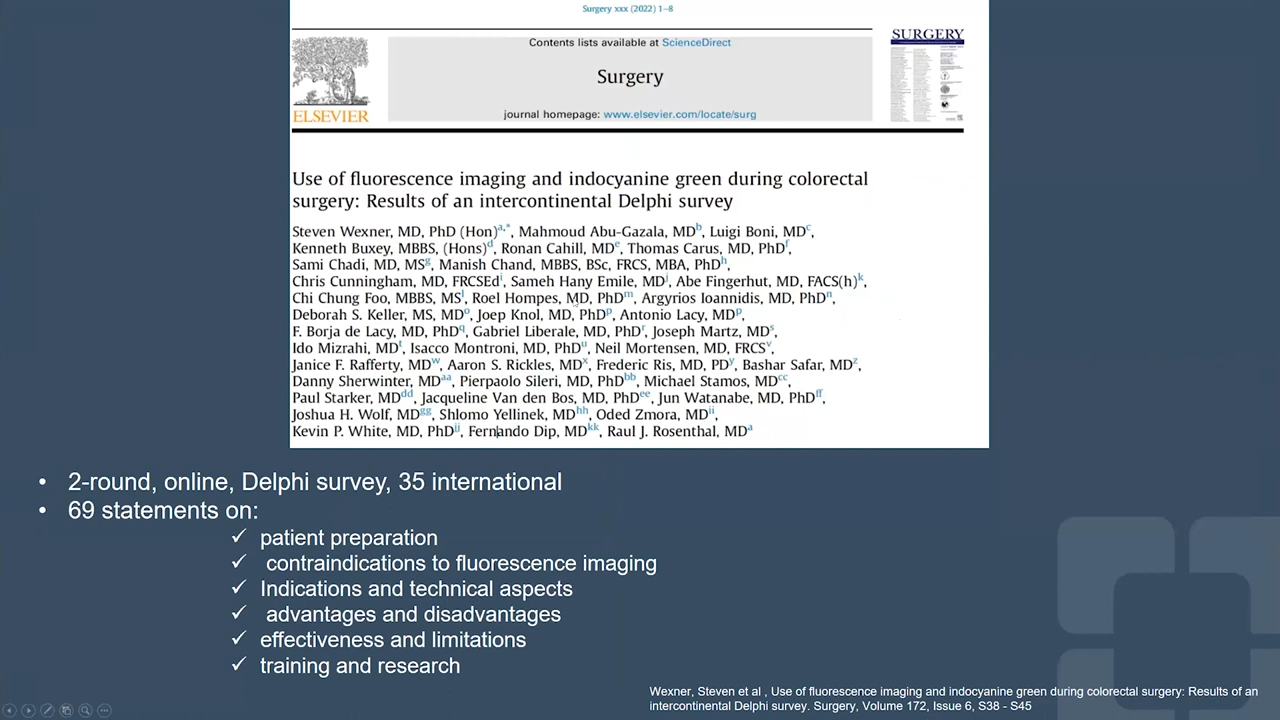 Surgery xxx (2022) 1–8
Contents lists available at ScienceDirect
Surgery
journal homepage: www.elsevier.com/locate/surg
ELSEVIER
SURGERY
Use of fluorescence imaging and indocyanine green during colorectal
surgery: Results of an intercontinental Delphi survey
Steven Wexner, MD, PhD (Hon)a,*, Mahmoud Abu-Gazala, MDb, Luigi Boni, MDc,
Kenneth Buxey, MBBS, (Hons)d, Ronan Cahill, MDe, Thomas Carus, MD, PhDf,
Sami Chadi, MD, MSg, Manish Chand, MBBS, BSc, FRCS, MBA, PhDh,
Chris Cunningham, MD, FRCSEdi, Sameh Hany Emile, MDj, Abe Fingerhut, MD, FACS(h)k,
Chi Chung Foo, MBBS, MSl, Roel Hompes, MD, PhDm, Argyrios Ioannidis, MD, PhDn,
Deborah S. Keller, MS, MDo, Joep Knol, MD, PhDp, Antonio Lacy, MDp,
F. Borja de Lacy, MD, PhDq, Gabriel Liberale, MD, PhDr, Joseph Martz, MDs,
Ido Mizrahi, MDt, Isacco Montroni, MD, PhDu, Neil Mortensen, MD, FRCSv,
Janice F. Rafferty, MDw, Aaron S. Rickles, MDx, Frederic Ris, MD, PDy, Bashar Safar, MDz,
Danny Sherwinter, MDaa, Pierpaolo Sileri, MD, PhDbb, Michael Stamos, MDcc,
Paul Starker, MDdd, Jacqueline Van den Bos, MD, PhDee, Jun Watanabe, MD, PhDff,
Joshua H. Wolf, MDgg, Shlomo Yellinek, MDhh, Oded Zmora, MDii,
Kevin P. White, MD, PhDjj, Fernando Dip, MDkk, Raul J. Rosenthal, MDa
• 2-round, online, Delphi survey, 35 international
• 69 statements on:
✓ patient preparation
✓ contraindications to fluorescence imaging
✓ Indications and technical aspects
✓ advantages and disadvantages
✓ effectiveness and limitations
✓ training and research
Wexner, Steven et al , Use of fluorescence imaging and indocyanine green during colorectal surgery: Results of an
intercontinental Delphi survey. Surgery, Volume 172, Issue 6, S38 - S45